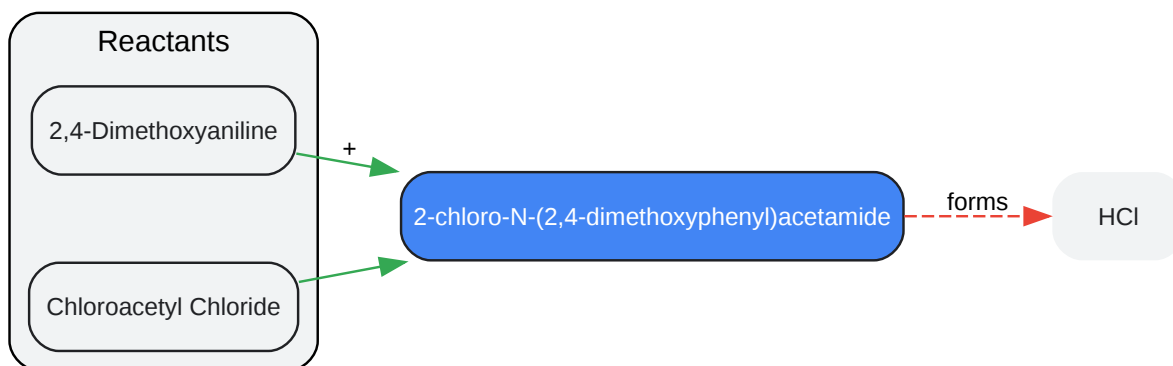 Reactants
2,4-Dimethoxyaniline
+
2-chloro-N-(2,4-dimethoxyphenyl)acetamide
forms
HCl
Chloroacetyl Chloride